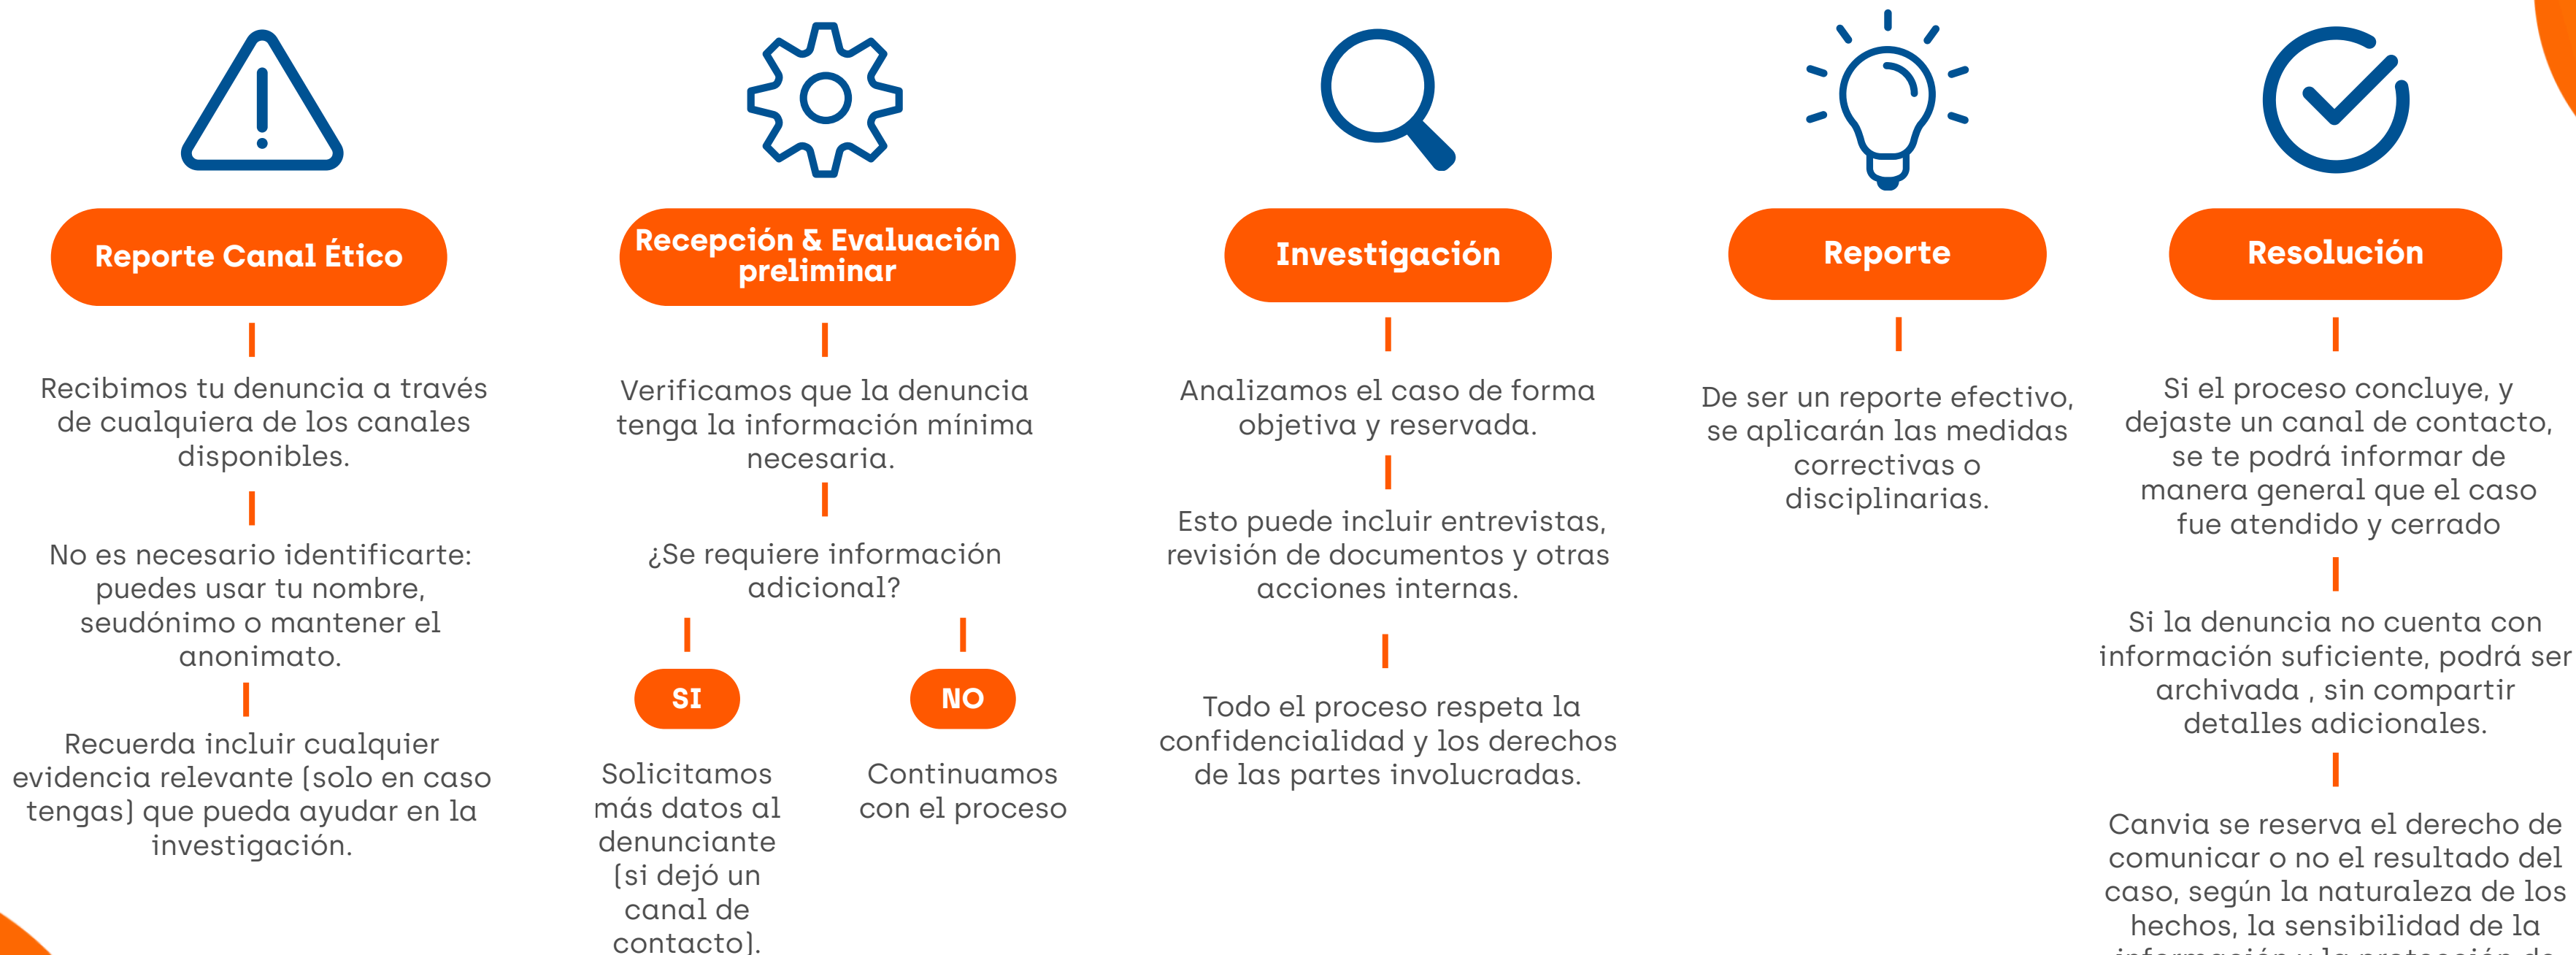 Reporte Canal Ético
Recibimos tu denuncia a través
de cualquiera de los canales
disponibles.
No es necesario identificarte:
puedes usar tu nombre,
seudónimo o mantener el
anonimato.
Recuerda incluir cualquier
evidencia relevante (solo en caso
tengas) que pueda ayudar en la
investigación.
Recepción & Evaluación
preliminar
Verificamos que la denuncia
tenga la información mínima
necesaria.
¿Se requiere información
adicional?
SI
Solicitamos
más datos al
denunciante
(si dejó un
canal de
contacto).
NO
Continuamos
con el proceso
Investigación
Analizamos el caso de forma
objetiva y reservada.
Esto puede incluir entrevistas,
revisión de documentos y otras
acciones internas.
Todo el proceso respeta la
confidencialidad y los derechos
de las partes involucradas.
Reporte
De ser un reporte efectivo,
se aplicarán las medidas
correctivas o
disciplinarias.
Resolución
Si el proceso concluye, y
dejaste un canal de contacto,
se te podrá informar de
manera general que el caso
fue atendido y cerrado
Si la denuncia no cuenta con
información suficiente, podrá ser
archivada , sin compartir
detalles adicionales.
Canvia se reserva el derecho de
comunicar o no el resultado del
caso, según la naturaleza de los
hechos, la sensibilidad de la
información y la protección de